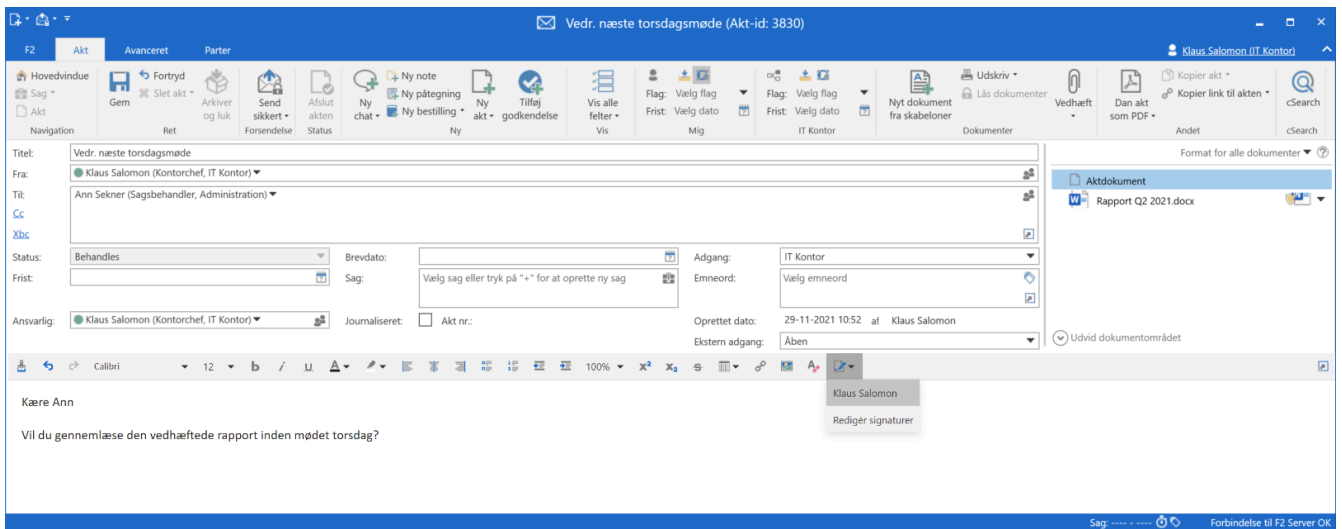 Vedr. næste torsdagsmøde (Akt-id: 3830)
F2 Akt Avanceret Parter Klaus Salomon (IT Kontor)
Hovedvindue
Sag
Akt
Navigation
Gem
Fortryd
Slet akt
Arkiver og luk
Ret
Send sikkert
Forsendelse
Afslut akten
Status
Ny chat
Ny note
Ny påtegning
Ny bestilling
Ny akt
Tilføj godkendelse
Ny
Vis alle felter
Vis
Flag: Vælg flag
Frist: Vælg dato
Mig
Flag: Vælg flag
Frist: Vælg dato
IT Kontor
Nyt dokument fra skabeloner
Udskriv
Lås dokumenter
Dokumenter
Vedhæft
Dan akt som PDF
Kopier akt
Kopier link til akten
Andet
cSearch
cSearch
Titel: Vedr. næste torsdagsmøde
Fra: Klaus Salomon (Kontorchef, IT Kontor)
Til: Ann Sekner (Sagsbehandler, Administration)
Cc
Xbc
Status: Behandles Brevdato: Adgang: IT Kontor
Frist: Sag: Vælg sag eller tryk på "+" for at oprette ny sag Emneord: Vælg emneord
Ansvarlig: Klaus Salomon (Kontorchef, IT Kontor) Journaliseret: Akt nr.: Oprettet dato: 29-11-2021 10:52 af Klaus Salomon
Ekstern adgang: Åben
Format for alle dokumenter
Aktdokument
Rapport Q2 2021.docx
Udvid dokumentområdet
Calibri 12 b i U A 100% x² x₂ S A
Klaus Salomon
Redigér signaturer
Kære Ann
Vil du gennemlæse den vedhæftede rapport inden mødet torsdag?
Sag: ---- - ---- Forbindelse til F2 Server OK